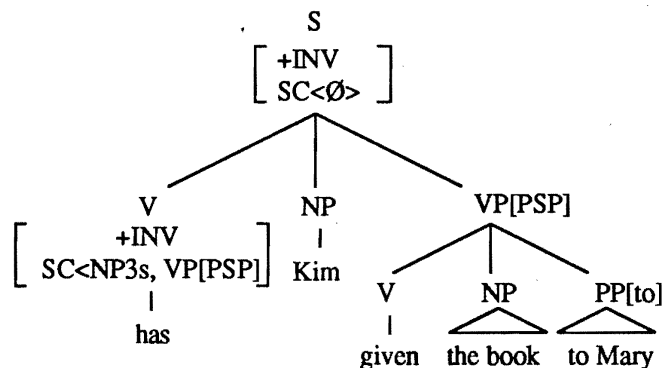 S
+INV
SC<Ø>
V NP VP[PSP]
+INV
SC<NP3s, VP[PSP]
Kim
V NP PP[to]
has
given the book to Mary